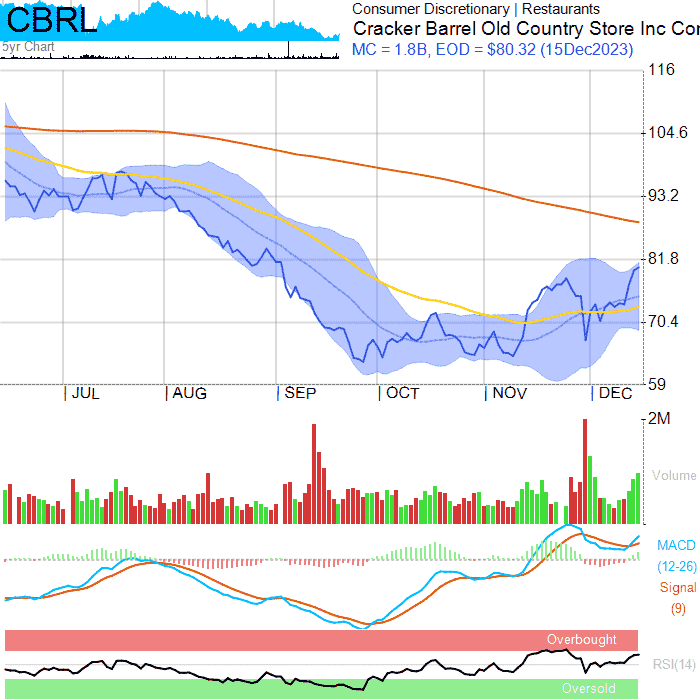 CBRL
5yr Chart
Consumer Discretionary | Restaurants
Cracker Barrel Old Country Store Inc Cor
MC = 1.8B, EOD = $80.32 (15Dec2023)
116
104.6
93.2
81.8
70.4
59
| JUL | AUG | SEP | OCT | NOV | DEC
2M
Volume
MACD
(12-26)
Signal
(9)
Overbought
RSI(14)
Oversold